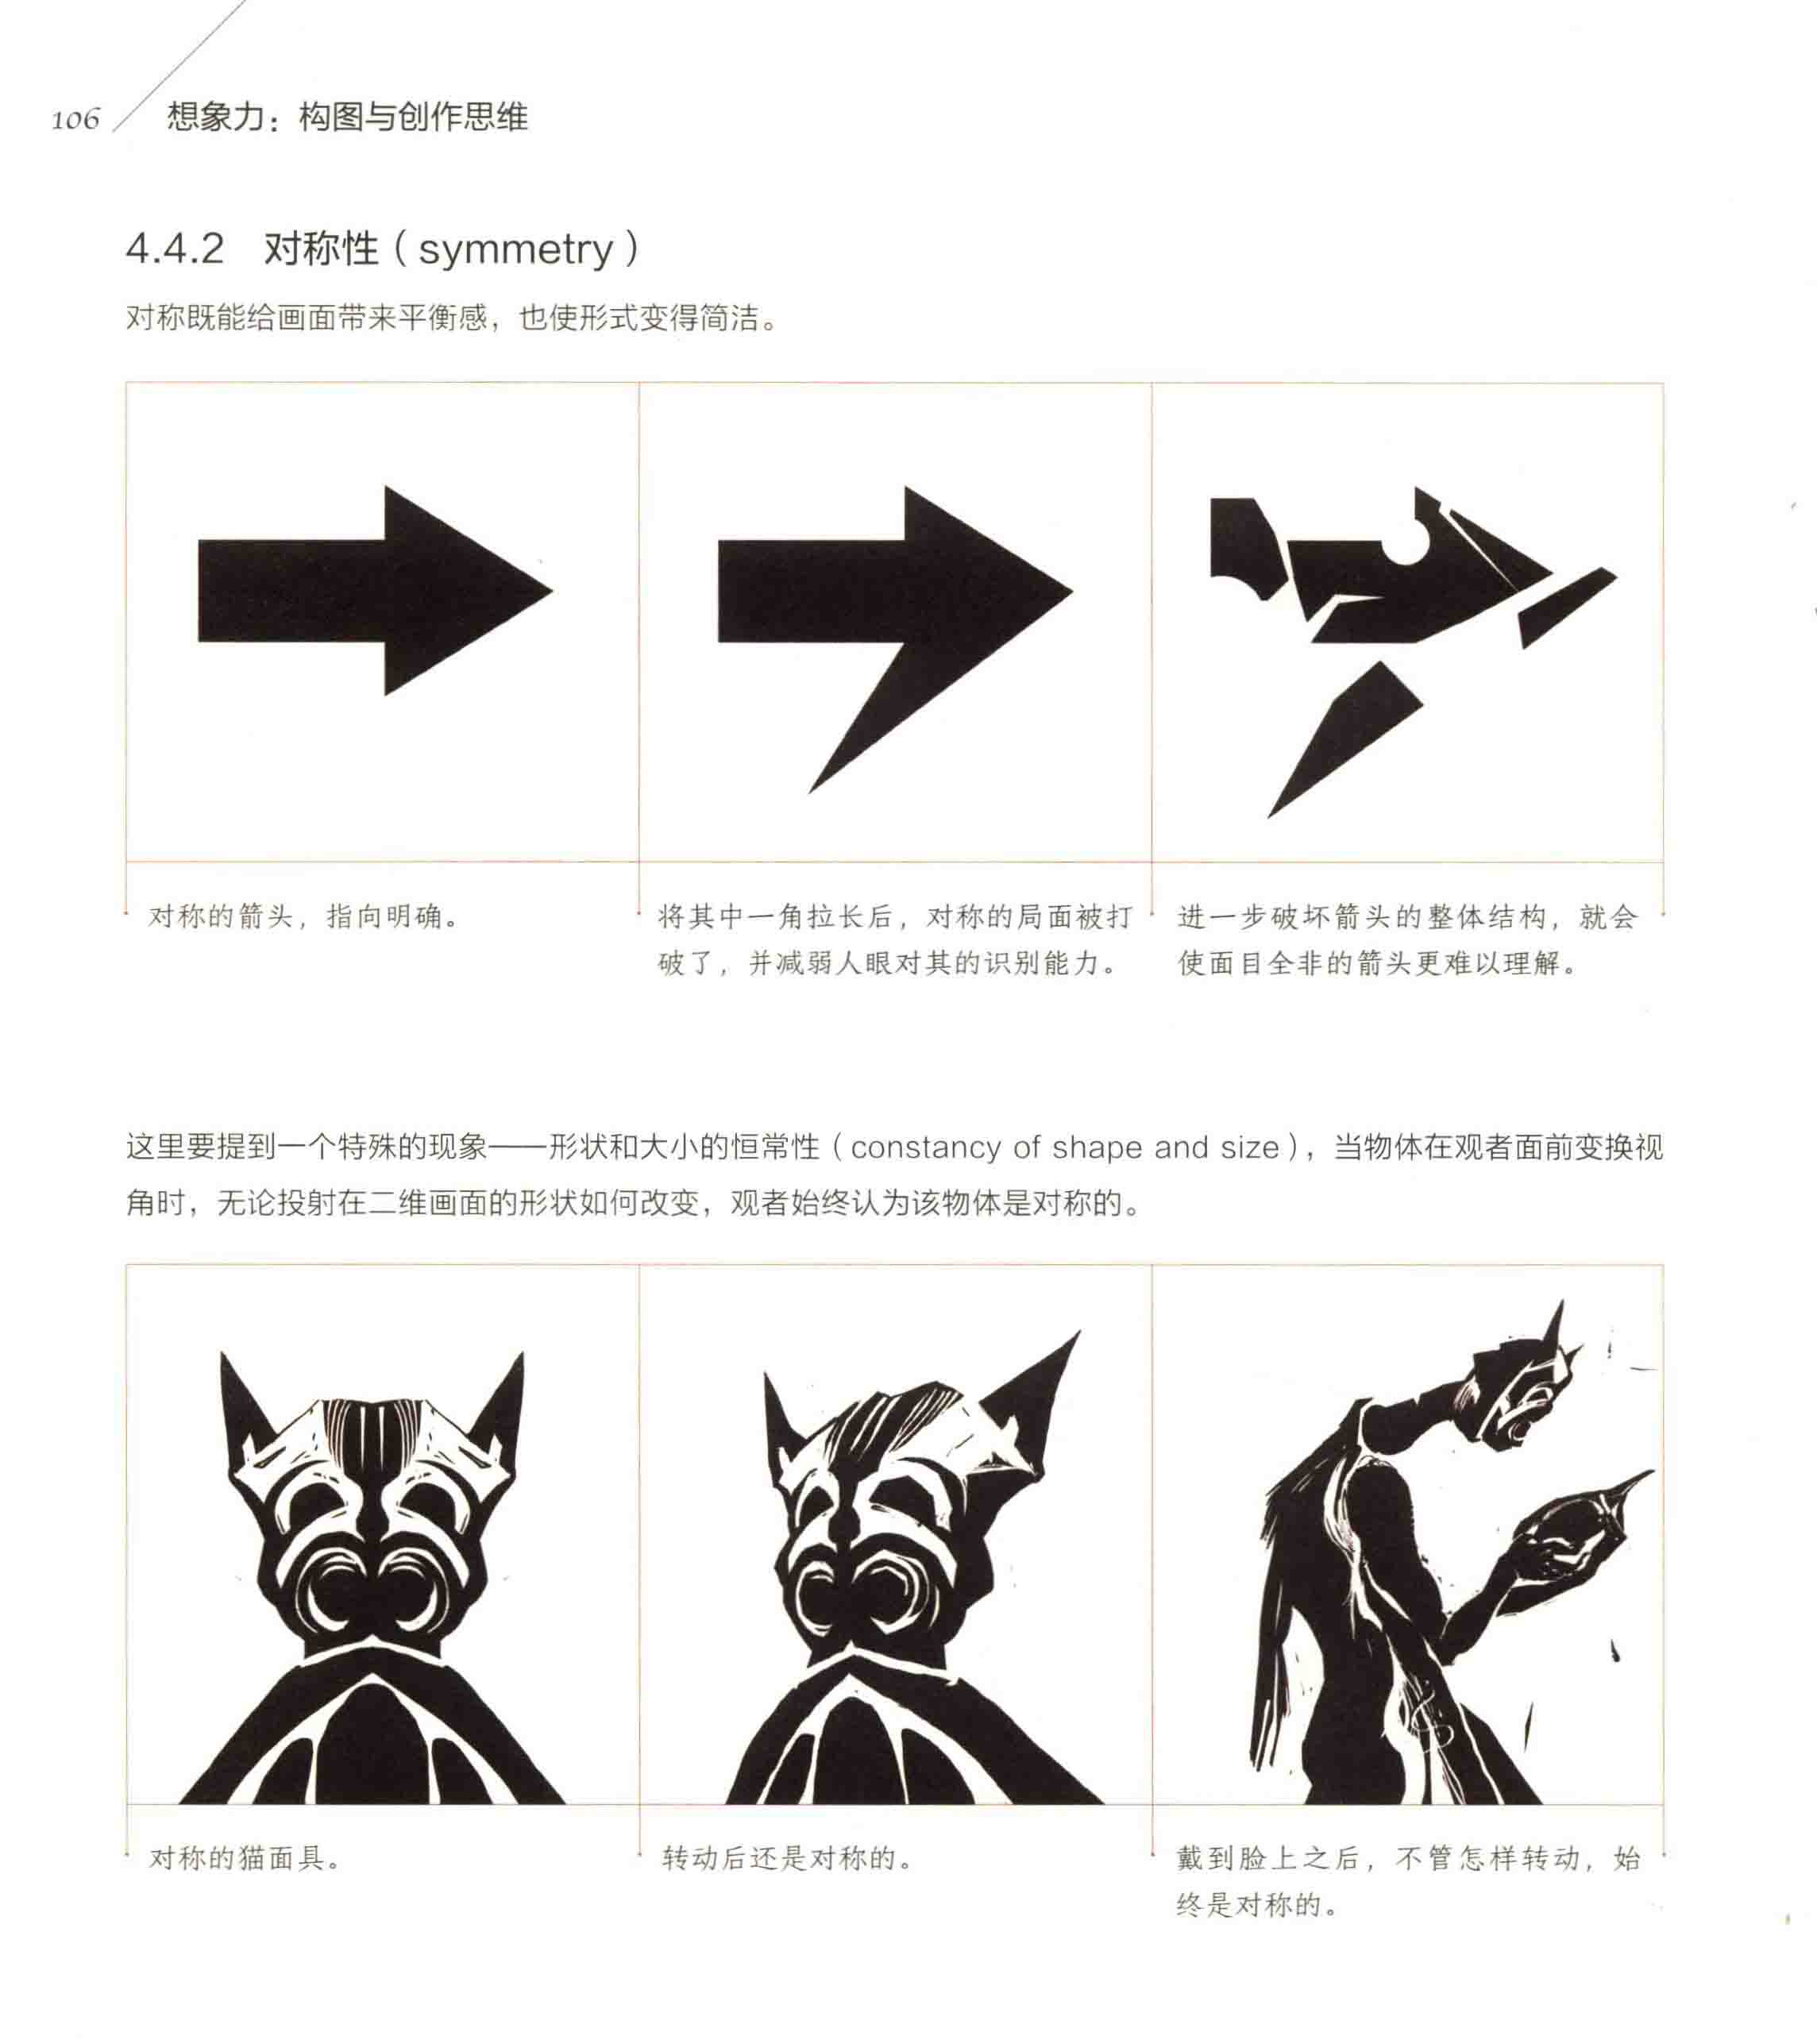 106
想象力：构图与创作思维
4.4.2 对称性（symmetry）
对称既能给画面带来平衡感，也使形式变得简洁。
对称的箭头，指向明确。
将其中一角拉长后，对称的局面被打
破了，并减弱人眼对其的识别能力。
进一步破坏箭头的整体结构，就会
使面目全非的箭头更难以理解。
这里要提到一个特殊的现象——形状和大小的恒常性（constancy of shape and size），当物体在观者面前变换视
角时，无论投射在二维画面的形状如何改变，观者始终认为该物体是对称的。
对称的猫面具。
转动后还是对称的。
戴到脸上之后，不管怎样转动，始
终是对称的。